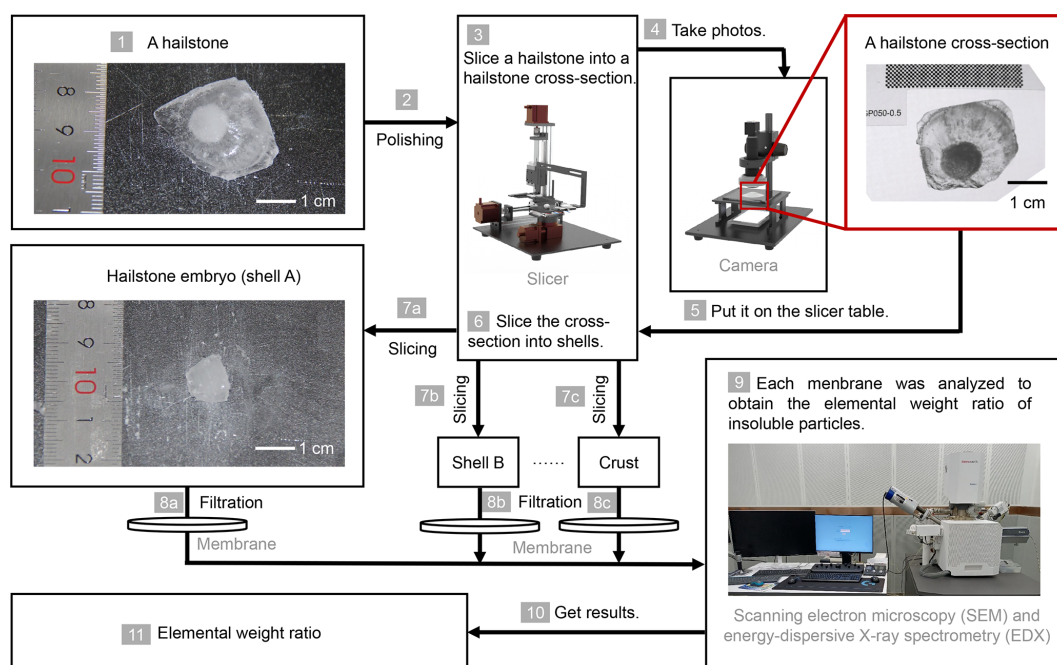 1 A hailstone
8
9
10
1 cm
2
Polishing
3
Slice a hailstone into a
hailstone cross-section.
Slicer
4 Take photos.
Camera
A hailstone cross-section
GP050-0.5
1 cm
5 Put it on the slicer table.
6 Slice the cross-
section into shells.
7a
Slicing
Hailstone embryo (shell A)
8
9
10
1
2
1 cm
7b
Slicing
7c
Slicing
Shell B
......
Crust
8a Filtration
8b Filtration 8c
Membrane
Membrane
9 Each menbrane was analyzed to
obtain the elemental weight ratio of
insoluble particles.
Scanning electron microscopy (SEM) and
energy-dispersive X-ray spectrometry (EDX)
10 Get results.
11 Elemental weight ratio